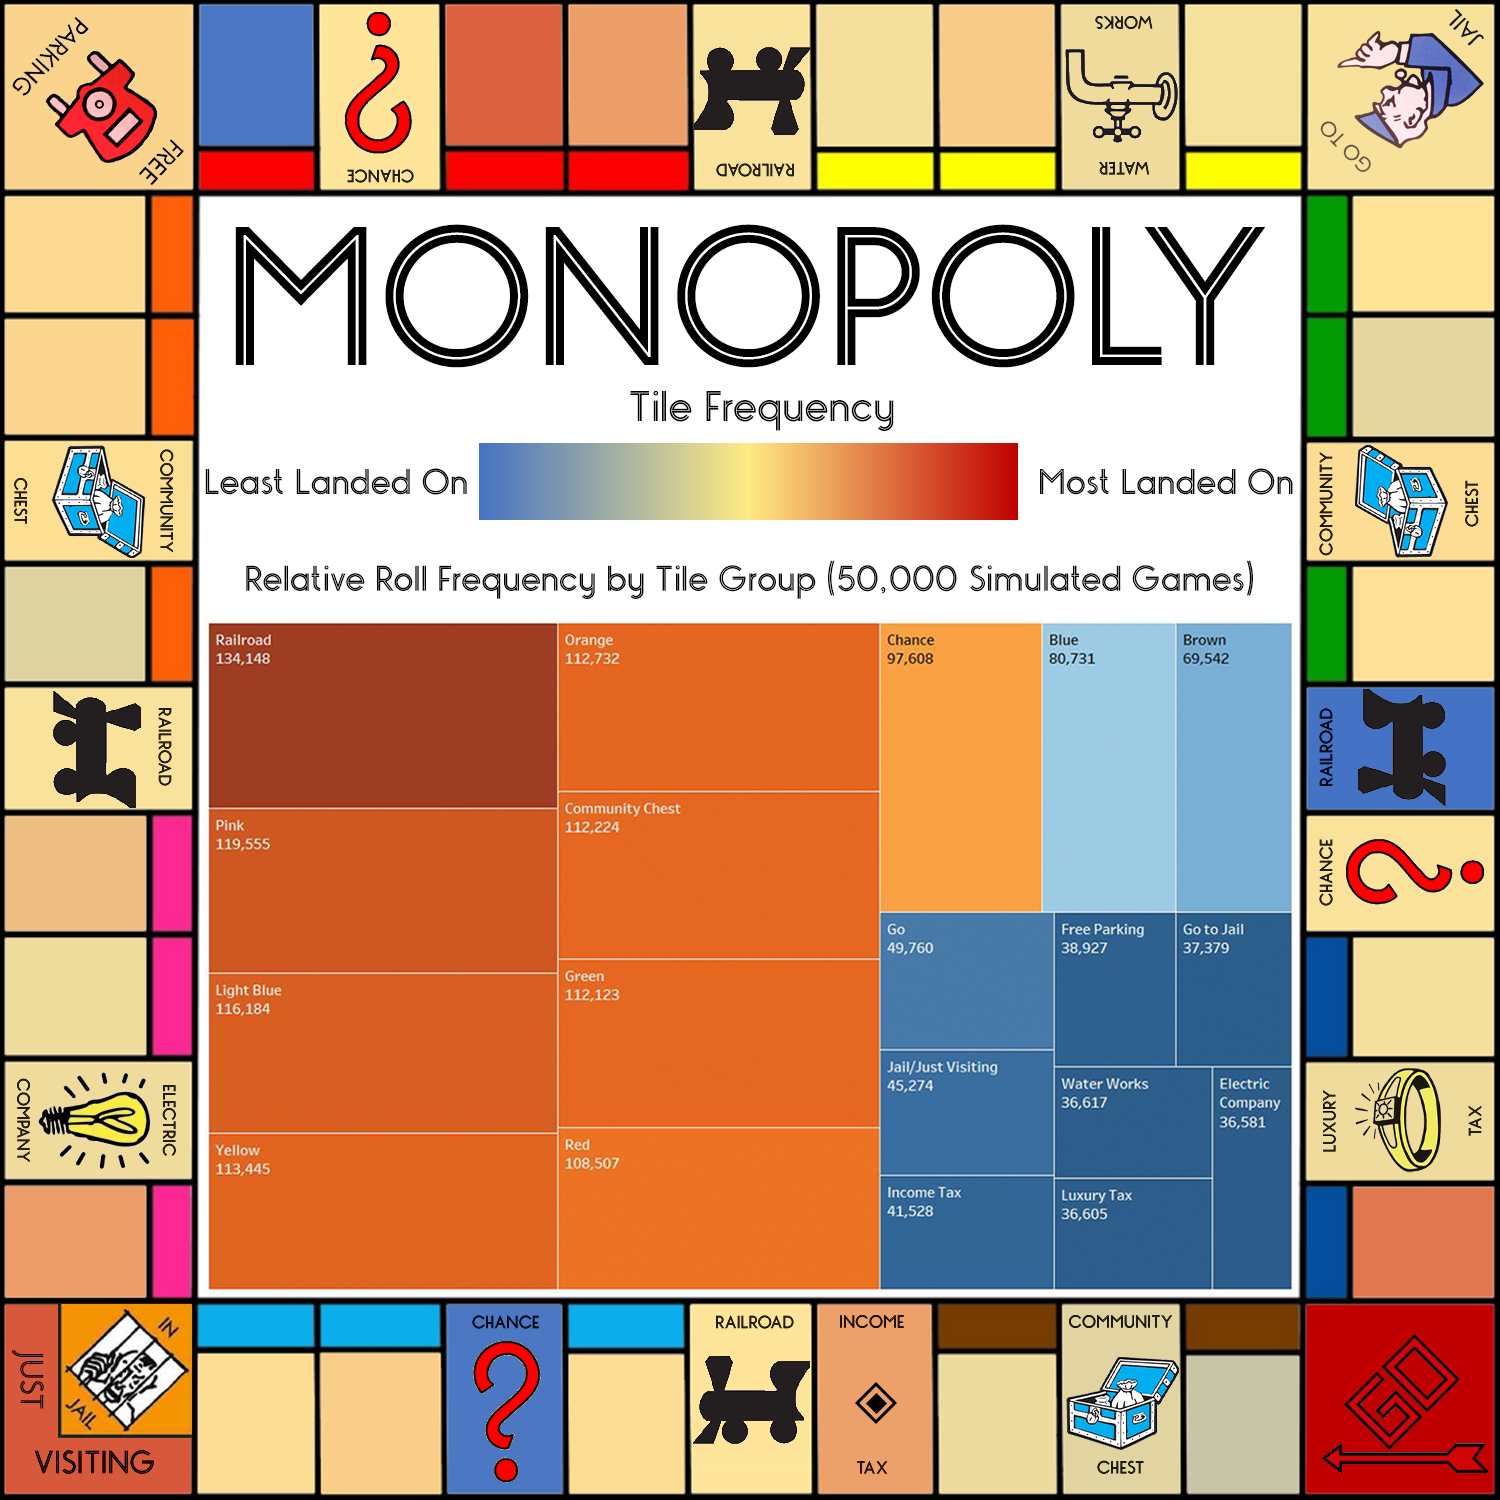 PARKING
FREE
CHANCE
RAILROAD
WORKS
WATER
JAIL
GO TO
MONOPOLY
Tile Frequency
Least Landed On
Most Landed On
Relative Roll Frequency by Tile Group (50,000 Simulated Games)
COMMUNITY
CHEST
RAILROAD
ELECTRIC
COMPANY
COMMUNITY
CHEST
RAILROAD
CHANCE
LUXURY
TAX
Railroad
134,148
Pink
119,555
Light Blue
116,184
Yellow
113,445
Orange
112,732
Community Chest
112,224
Green
112,123
Red
108,507
Chance
97,608
Blue
80,731
Brown
69,542
Go
49,760
Jail/Just Visiting
45,274
Income Tax
41,528
Free Parking
38,927
Go to Jail
37,379
Water Works
36,617
Luxury Tax
36,605
Electric
Company
36,581
JUST
VISITING
IN
JAIL
CHANCE
RAILROAD
INCOME
TAX
COMMUNITY
CHEST
GO